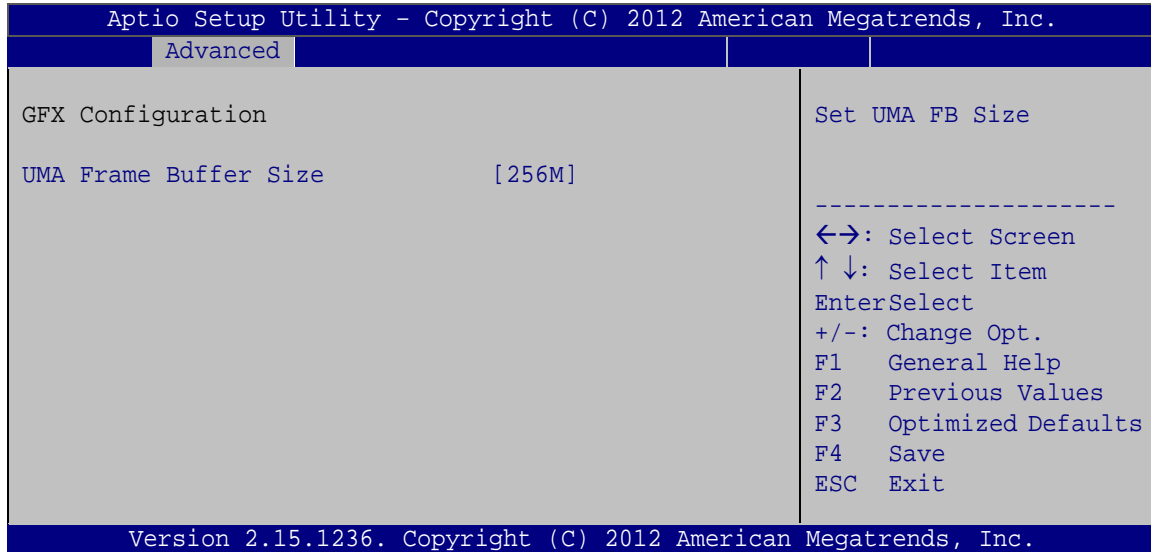 Aptio Setup Utility – Copyright (C) 2012 American Megatrends, Inc.
Advanced
GFX Configuration
UMA Frame Buffer Size [256M]
Set UMA FB Size
---------------------
←→: Select Screen
↑ ↓: Select Item
EnterSelect
+/-: Change Opt.
F1 General Help
F2 Previous Values
F3 Optimized Defaults
F4 Save
ESC Exit
Version 2.15.1236. Copyright (C) 2012 American Megatrends, Inc.